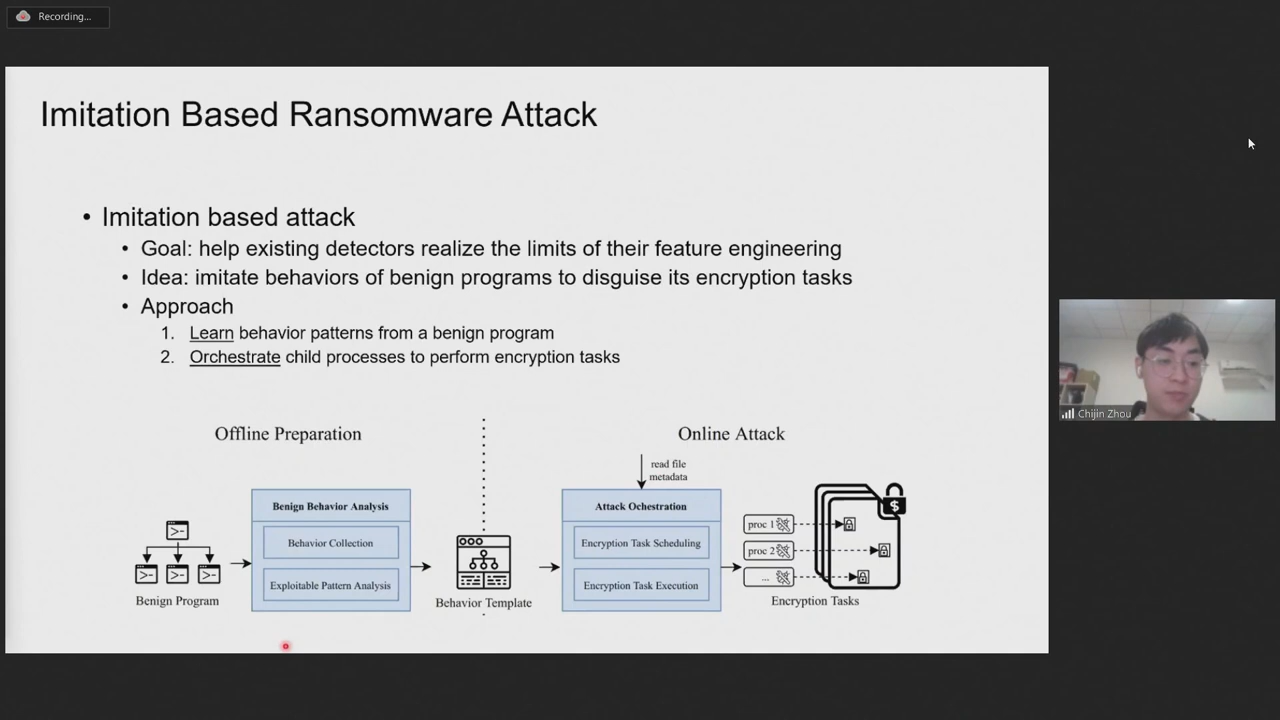 Recording...
Imitation Based Ransomware Attack
• Imitation based attack
• Goal: help existing detectors realize the limits of their feature engineering
• Idea: imitate behaviors of benign programs to disguise its encryption tasks
• Approach
1. Learn behavior patterns from a benign program
2. Orchestrate child processes to perform encryption tasks
Offline Preparation
Online Attack
read file
metadata
Benign Behavior Analysis
Behavior Collection
Exploitable Pattern Analysis
Benign Program
Behavior Template
Attack Ochestration
Encryption Task Scheduling
Encryption Task Execution
proc 1
proc 2
...
$
Encryption Tasks
Chijin Zhou